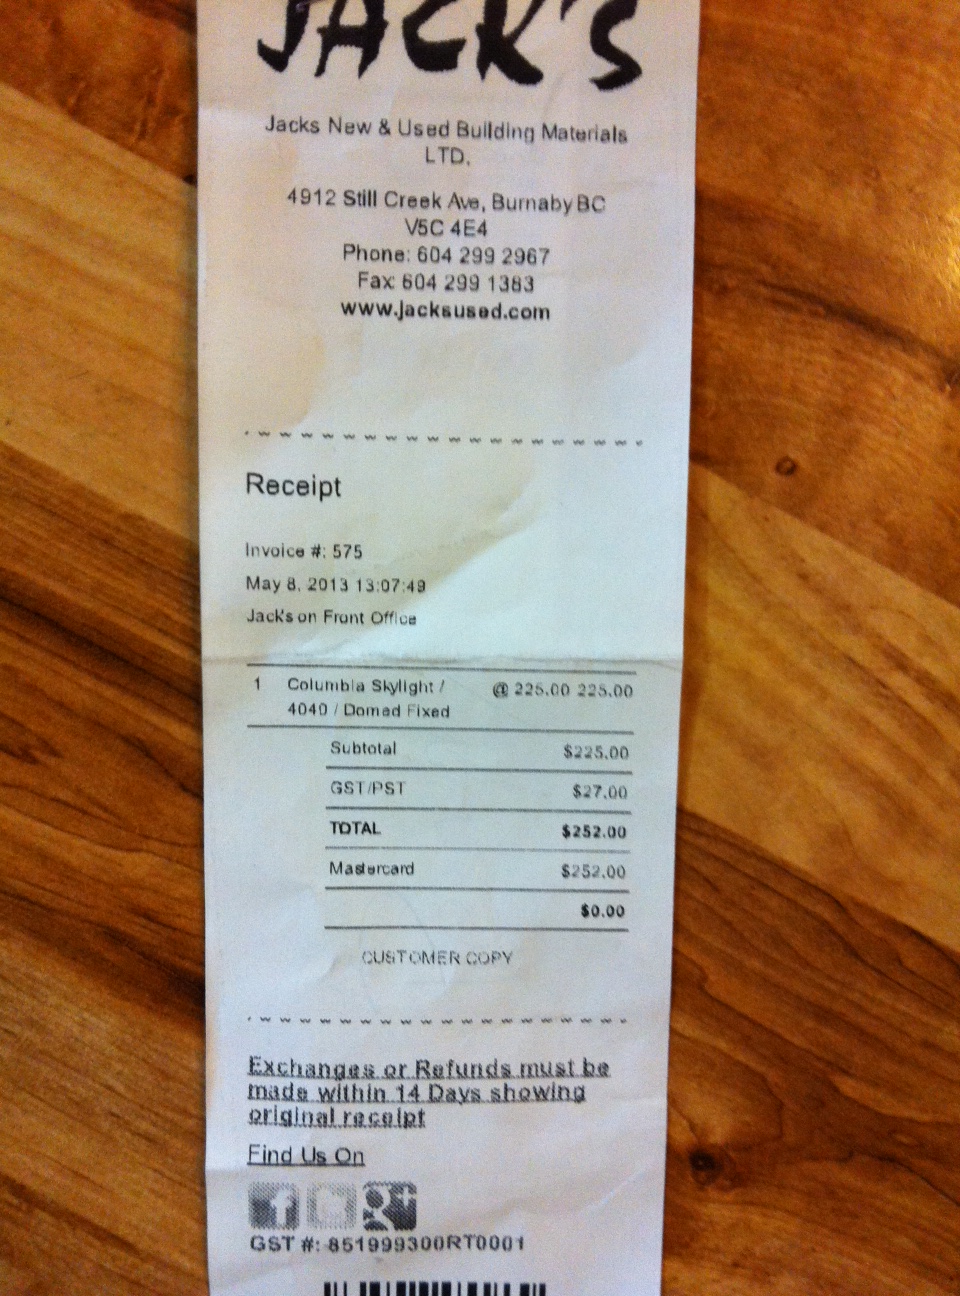 JACK'S
Jacks New & Used Building Materials
LTD.
4912 Still Creek Ave, Burnaby BC
V5C 4E4
Phone: 604 299 2967
Fax: 604 299 1383
www.jacksused.com
Receipt
Invoice #: 575
May 8, 2013 13:07:49
Jack's on Front Office
1 Columbia Skylight / @ 225.00 225.00
4040 / Domed Fixed
Subtotal $225.00
GST/PST $27.00
TOTAL $252.00
Mastercard $252.00
$0.00
CUSTOMER COPY
Exchanges or Refunds must be
made within 14 Days showing
original receipt
Find Us On
f g+
GST #: 851999300RT0001